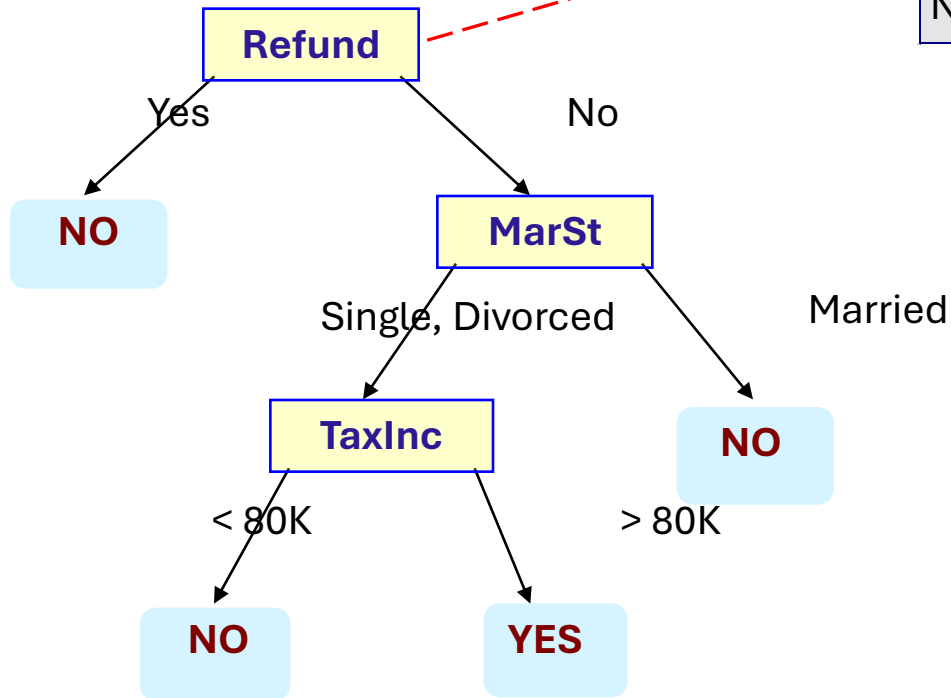 Refund
Yes
No
NO
MarSt
Single, Divorced
Married
TaxInc
NO
< 80K
> 80K
NO
YES